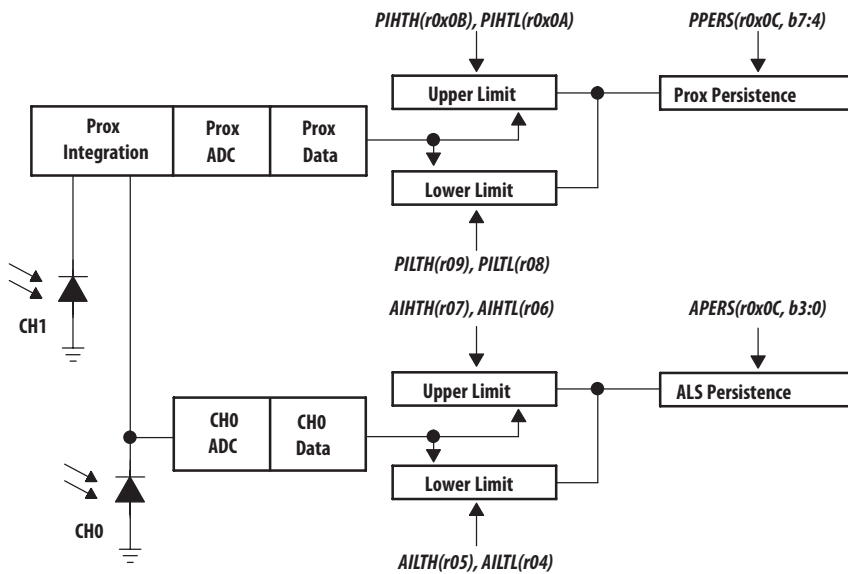 PIHTH(r0x0B), PIHTL(r0x0A)
PPERS(r0x0C, b7:4)
Upper Limit
Prox Persistence
Prox
Integration
Prox
ADC
Prox
Data
Lower Limit
PILTH(r09), PILTL(r08)
CH1
AIHTH(r07), AIHTL(r06)
APERS(r0x0C, b3:0)
Upper Limit
ALS Persistence
CH0
ADC
CH0
Data
Lower Limit
CH0
AILTH(r05), AILTL(r04)